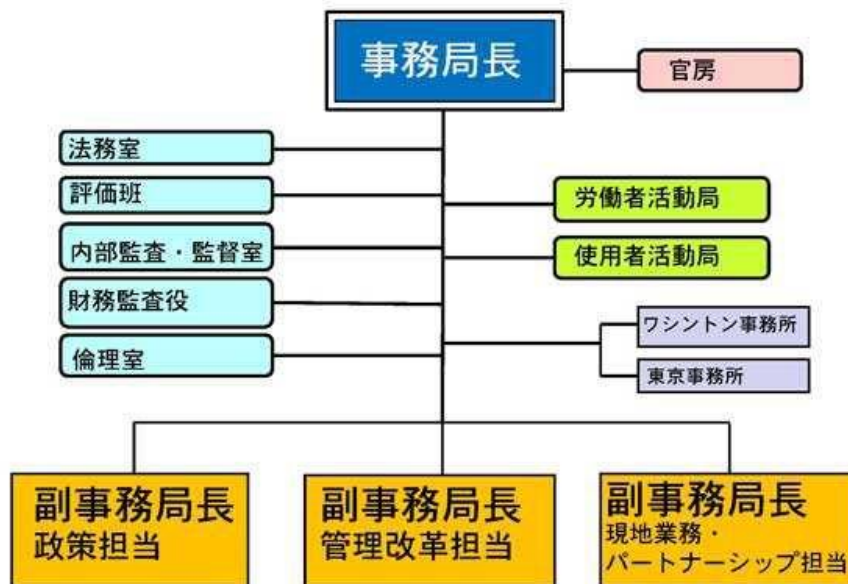 事務局長
官房
法務室
評価班
内部監査・監督室
財務監査役
倫理室
労働者活動局
使用者活動局
ワシントン事務所
東京事務所
副事務局長
政策担当
副事務局長
管理改革担当
副事務局長
現地業務・
パートナーシップ担当